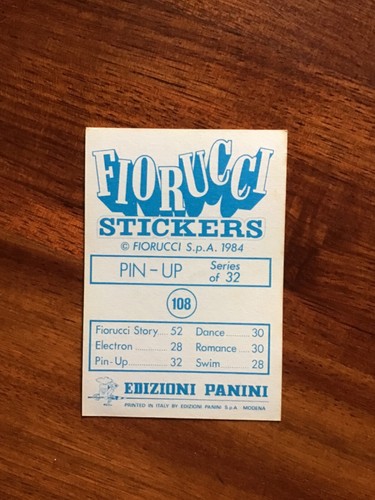 FIORUCCI
STICKERS
© FIORUCCI S.p.A. 1984
PIN-UP Series of 32
108
Fiorucci Story 52 Dance 30
Electron 28 Romance 30
Pin-Up 32 Swim 28
EDIZIONI PANINI
PRINTED IN ITALY BY EDIZIONI PANINI S.p.A. MODENA